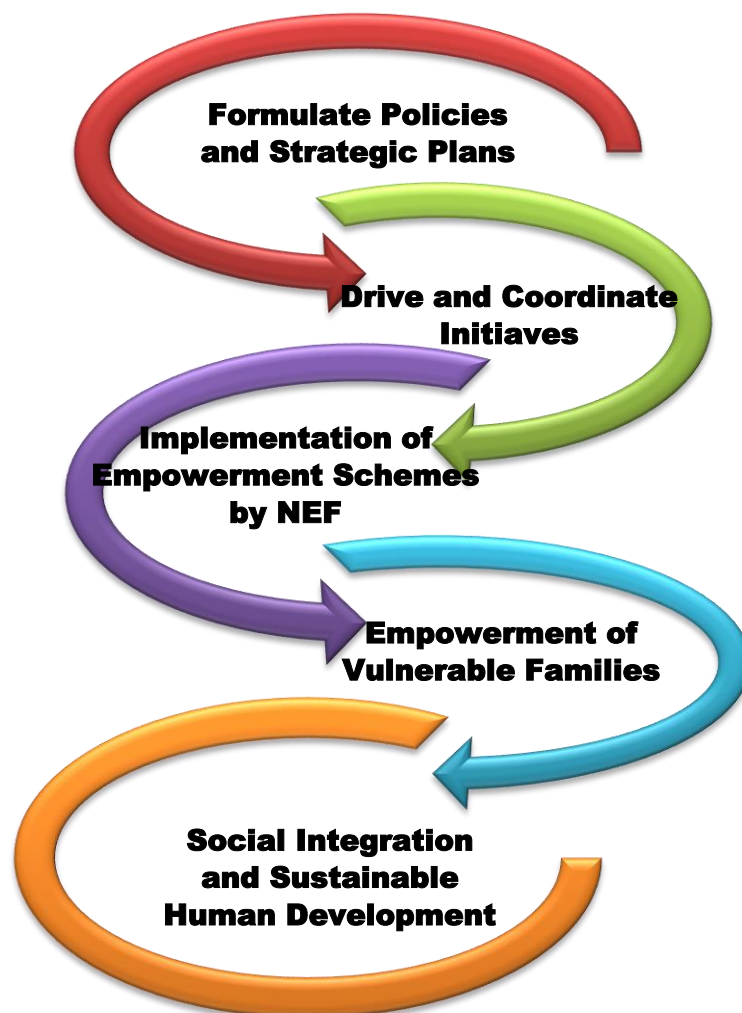 Formulate Policies
and Strategic Plans
Drive and Coordinate
Initiaves
Implementation of
Empowerment Schemes
by NEF
Empowerment of
Vulnerable Families
Social Integration
and Sustainable
Human Development